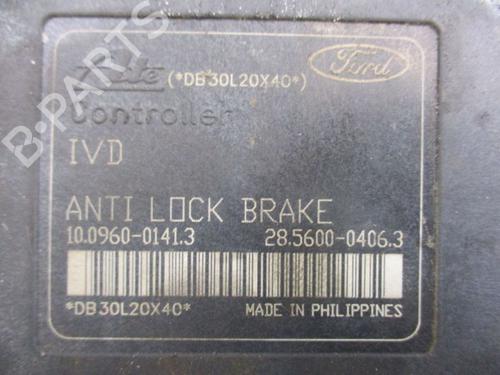 Ate (*DB30L20X40*) Ford
Controller
IVD
ANTI LOCK BRAKE
10.0960-0141.3 28.5600-0406.3
*DB30L20X40* MADE IN PHILIPPINES
B-PARTS